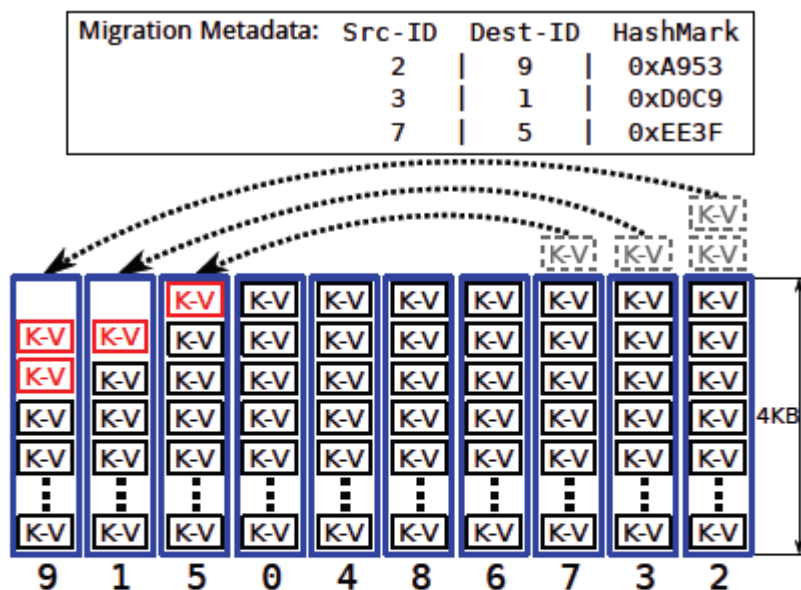 Migration Metadata: Src-ID Dest-ID HashMark
2 | 9 | 0xA953
3 | 1 | 0xD0C9
7 | 5 | 0xEE3F
K-V
K-V K-V K-V
K-V K-V K-V K-V K-V K-V K-V K-V
K-V K-V K-V K-V K-V K-V K-V K-V K-V K-V
K-V K-V K-V K-V K-V K-V K-V K-V K-V K-V
K-V K-V K-V K-V K-V K-V K-V K-V K-V K-V 4KB
K-V K-V K-V K-V K-V K-V K-V K-V K-V K-V
K-V K-V K-V K-V K-V K-V K-V K-V K-V K-V
9 1 5 0 4 8 6 7 3 2